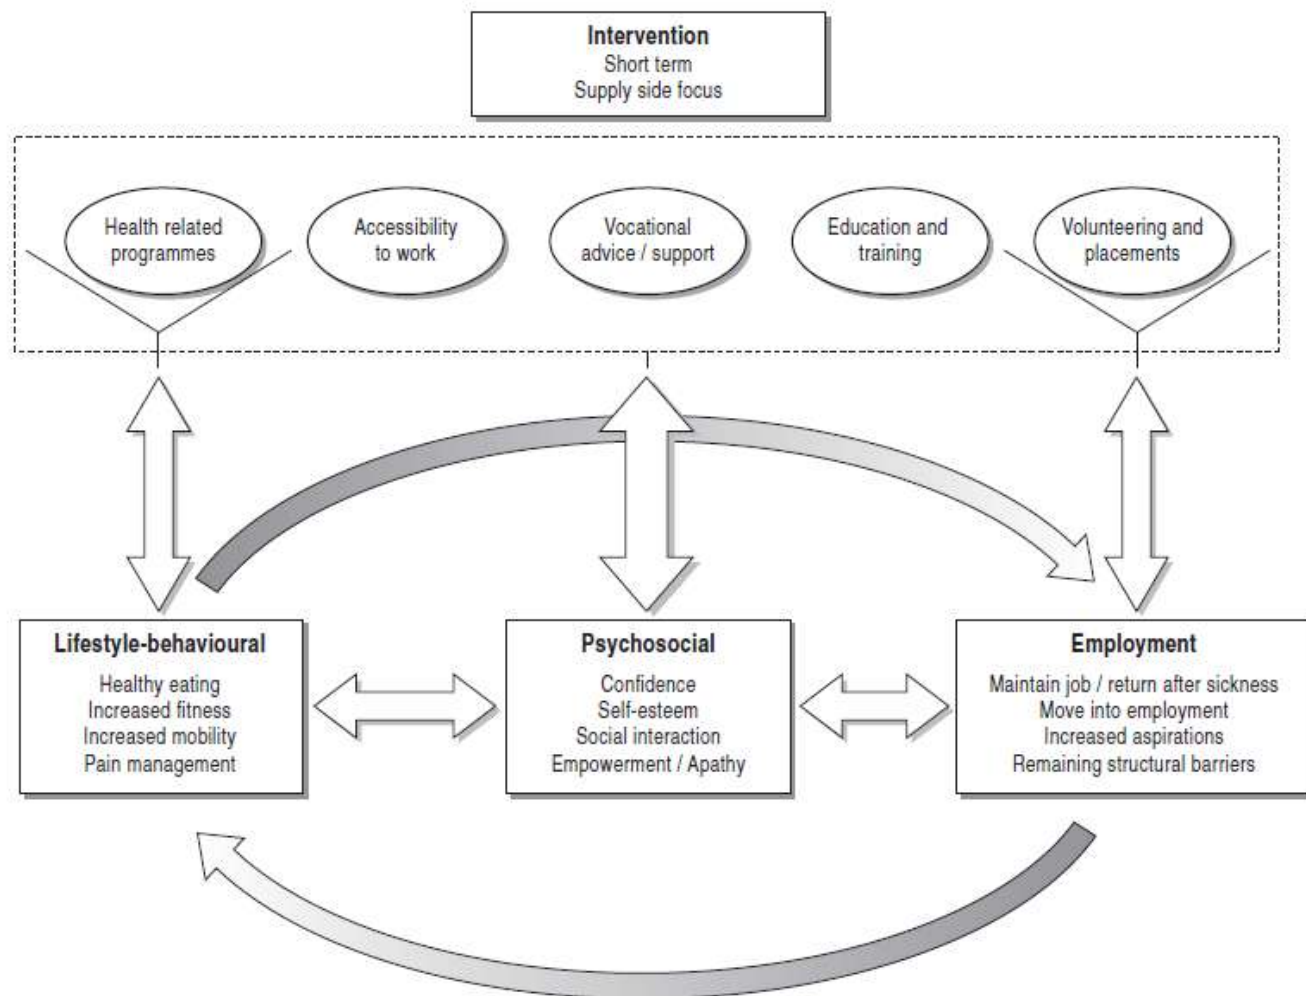 Intervention
Short term
Supply side focus
Health related
programmes
Accessibility
to work
Vocational
advice / support
Education and
training
Volunteering and
placements
Lifestyle-behavioural
Healthy eating
Increased fitness
Increased mobility
Pain management
Psychosocial
Confidence
Self-esteem
Social interaction
Empowerment / Apathy
Employment
Maintain job / return after sickness
Move into employment
Increased aspirations
Remaining structural barriers